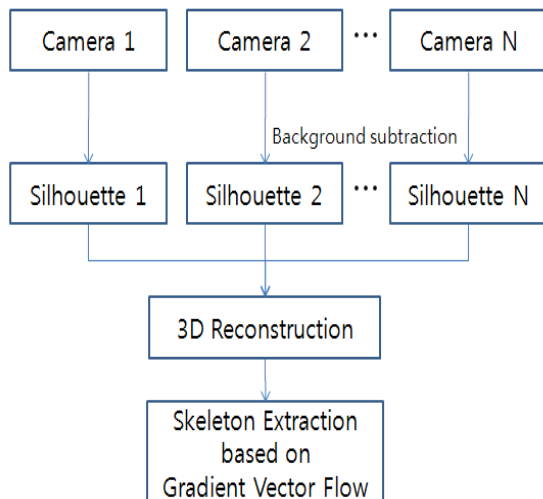 Camera 1
Camera 2
...
Camera N
Background subtraction
Silhouette 1
Silhouette 2
...
Silhouette N
3D Reconstruction
Skeleton Extraction
based on
Gradient Vector Flow